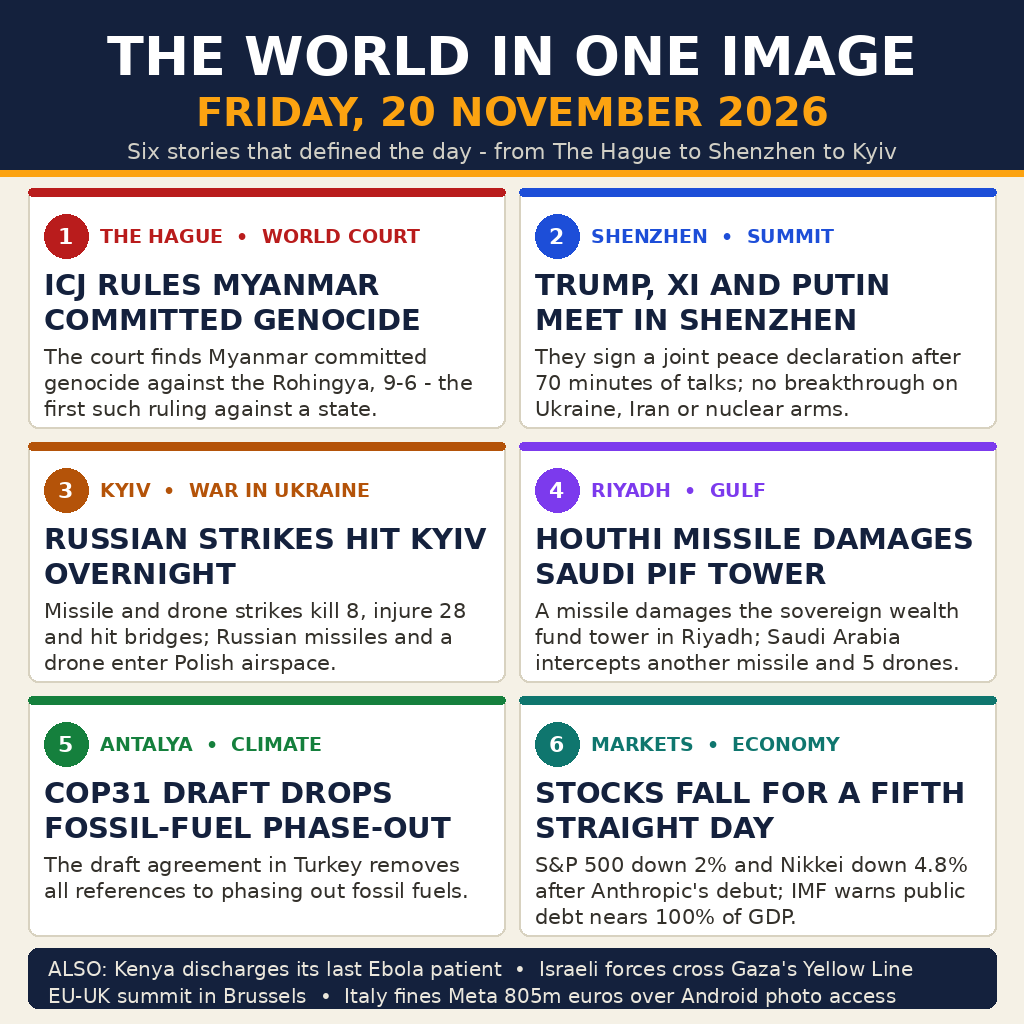 THE WORLD IN ONE IMAGE
FRIDAY, 20 NOVEMBER 2026
Six stories that defined the day - from The Hague to Shenzhen to Kyiv
1 THE HAGUE • WORLD COURT
ICJ RULES MYANMAR
COMMITTED GENOCIDE
The court finds Myanmar committed
genocide against the Rohingya, 9-6 - the
first such ruling against a state.
2 SHENZHEN • SUMMIT
TRUMP, XI AND PUTIN
MEET IN SHENZHEN
They sign a joint peace declaration after
70 minutes of talks; no breakthrough on
Ukraine, Iran or nuclear arms.
3 KYIV • WAR IN UKRAINE
RUSSIAN STRIKES HIT KYIV
OVERNIGHT
Missile and drone strikes kill 8, injure 28
and hit bridges; Russian missiles and a
drone enter Polish airspace.
4 RIYADH • GULF
HOUTHI MISSILE DAMAGES
SAUDI PIF TOWER
A missile damages the sovereign wealth
fund tower in Riyadh; Saudi Arabia
intercepts another missile and 5 drones.
5 ANTALYA • CLIMATE
COP31 DRAFT DROPS
FOSSIL-FUEL PHASE-OUT
The draft agreement in Turkey removes
all references to phasing out fossil fuels.
6 MARKETS • ECONOMY
STOCKS FALL FOR A FIFTH
STRAIGHT DAY
S&P 500 down 2% and Nikkei down 4.8%
after Anthropic's debut; IMF warns public
debt nears 100% of GDP.
ALSO: Kenya discharges its last Ebola patient • Israeli forces cross Gaza's Yellow Line
EU-UK summit in Brussels • Italy fines Meta 805m euros over Android photo access